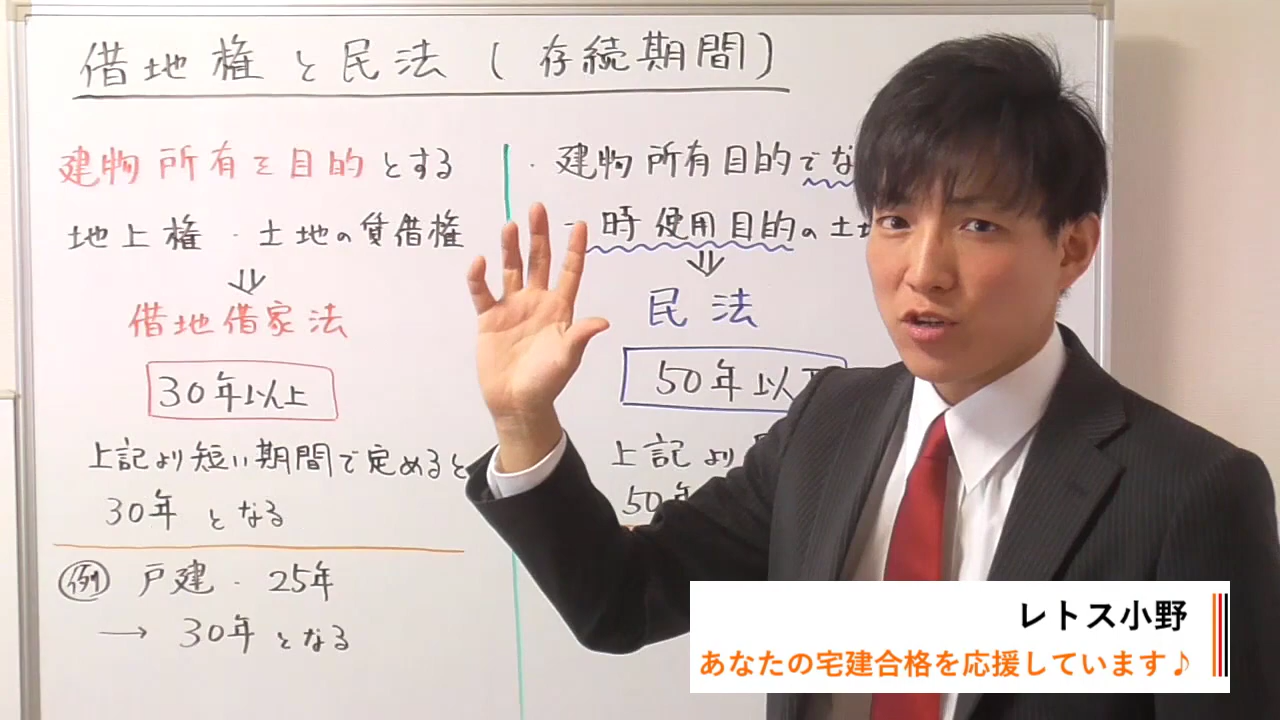 借地権と民法(存続期間)
建物所有を目的とする
地上権・土地の賃借権
⇓
借地借家法
30年以上
上記より短い期間で定めると
30年となる
例 戸建・25年
→ 30年となる
・建物所有目的でな
一時使用目的の土
⇓
民法
50年以
上記より
50年
レトス小野
あなたの宅建合格を応援しています♪